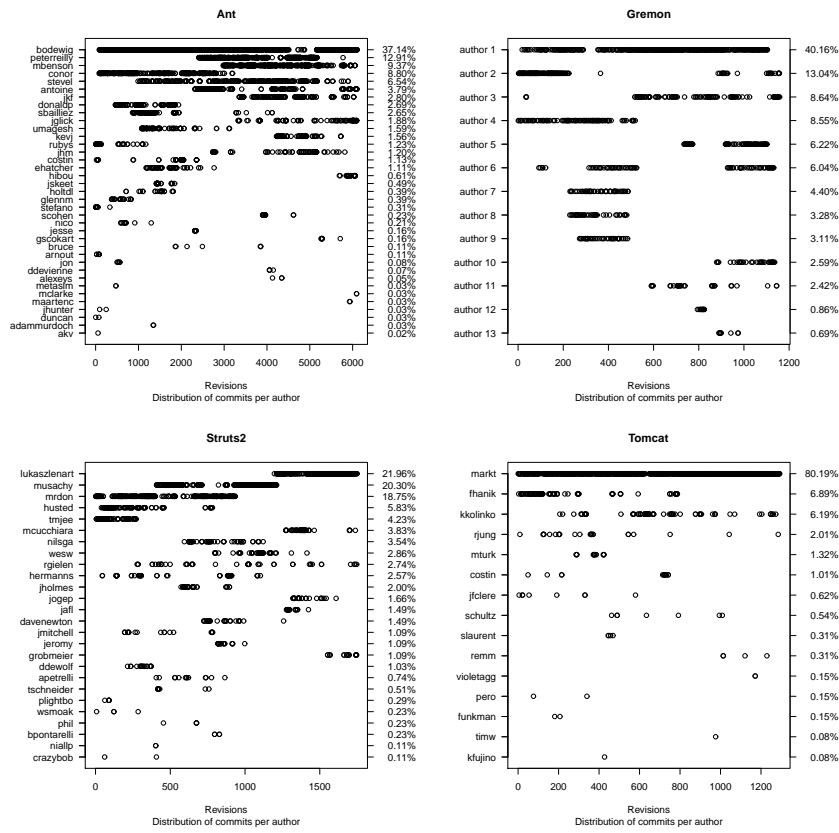 Ant
bodewig 37.14%
peterreilly 12.91%
mbenson 9.37%
conor 8.80%
stevel 6.54%
antoine 3.79%
jkf 2.80%
donaldp 2.69%
sbailliez 2.65%
jglick 1.88%
umagesh 1.59%
kevj 1.56%
rubys 1.23%
jhm 1.20%
costin 1.13%
ehatcher 1.11%
hibou 0.61%
jskeet 0.49%
holtdl 0.39%
glennm 0.39%
stefano 0.31%
scohen 0.23%
nico 0.21%
jesse 0.16%
gscokart 0.16%
bruce 0.11%
arnout 0.11%
jon 0.08%
ddevienne 0.07%
alexeys 0.05%
metasim 0.03%
mclarke 0.03%
maartenc 0.03%
jhunter 0.03%
duncan 0.03%
adammurdoch 0.03%
akv 0.02%
0 1000 2000 3000 4000 5000 6000
Revisions
Distribution of commits per author
Gremon
author 1 40.16%
author 2 13.04%
author 3 8.64%
author 4 8.55%
author 5 6.22%
author 6 6.04%
author 7 4.40%
author 8 3.28%
author 9 3.11%
author 10 2.59%
author 11 2.42%
author 12 0.86%
author 13 0.69%
0 200 400 600 800 1000 1200
Revisions
Distribution of commits per author
Struts2
lukaszlenart 21.96%
musachy 20.30%
mrdon 18.75%
husted 5.83%
tmjee 4.23%
mcucchiara 3.83%
nilsga 3.54%
wesw 2.86%
rgielen 2.74%
hermanns 2.57%
jholmes 2.00%
jogep 1.66%
jafl 1.49%
davenewton 1.49%
jmitchell 1.09%
jeromy 1.09%
grobmeier 1.09%
ddewolf 1.03%
apetrelli 0.74%
tschneider 0.51%
plightbo 0.29%
wsmoak 0.23%
phil 0.23%
bpontarelli 0.23%
niallp 0.11%
crazybob 0.11%
0 500 1000 1500
Revisions
Distribution of commits per author
Tomcat
markt 80.19%
fhanik 6.89%
kkolinko 6.19%
rjung 2.01%
mturk 1.32%
costin 1.01%
jfclere 0.62%
schultz 0.54%
slaurent 0.31%
remm 0.31%
violetagg 0.15%
pero 0.15%
funkman 0.15%
timw 0.08%
kfujino 0.08%
0 200 400 600 800 1000 1200
Revisions
Distribution of commits per author